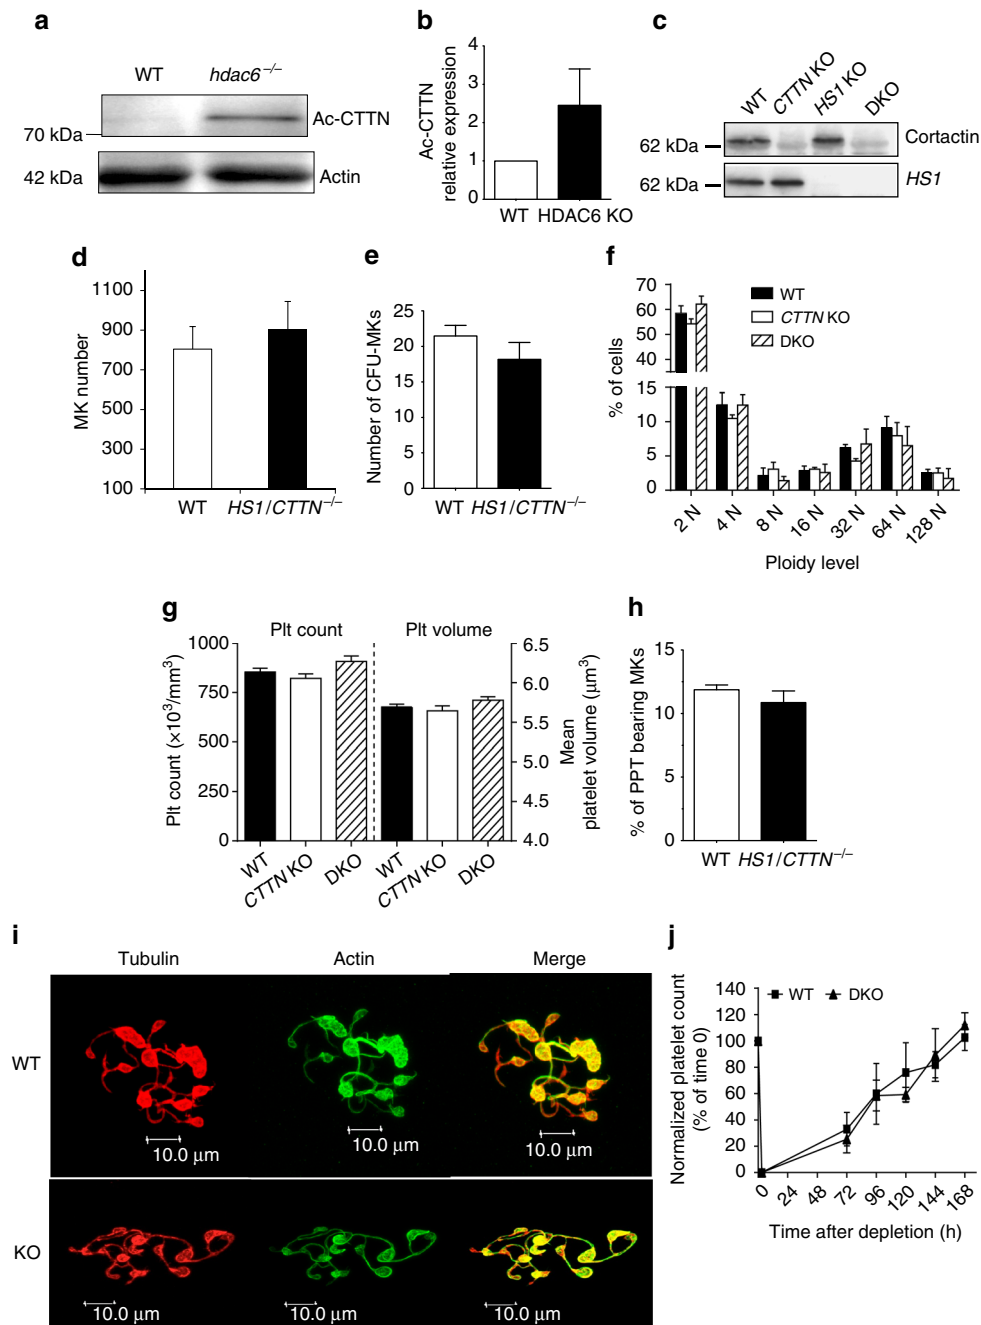 a
WT
hdac6–/–
Ac-CTTN
70 kDa
42 kDa
Actin
b
Ac-CTTN
relative expression
4
3
2
1
0
WT
HDAC6 KO
c
WT
CTTN KO
HS1 KO
DKO
62 kDa
Cortactin
62 kDa
HS1
d
MK number
1100
900
700
500
300
100
WT
HS1/CTTN–/–
e
Number of CFU-MKs
25
20
15
10
5
0
WT
HS1/CTTN–/–
f
% of cells
70
60
50
40
15
10
5
0
WT
CTTN KO
DKO
2 N
4 N
8 N
16 N
32 N
64 N
128 N
Ploidy level
g
Plt count
Plt volume
Plt count (×10³/mm³)
1000
750
500
250
0
6.5
6.0
5.5
5.0
4.5
4.0
Mean
platelet volume (μm³)
WT
CTTN KO
DKO
WT
CTTN KO
DKO
h
% of PPT bearing MKs
15
10
5
0
WT
HS1/CTTN–/–
i
Tubulin
Actin
Merge
WT
10.0 μm
10.0 μm
10.0 μm
KO
10.0 μm
10.0 μm
10.0 μm
j
Normalized platelet count
(% of time 0)
140
120
100
80
60
40
20
0
WT
DKO
0
24
48
72
96
120
144
168
Time after depletion (h)